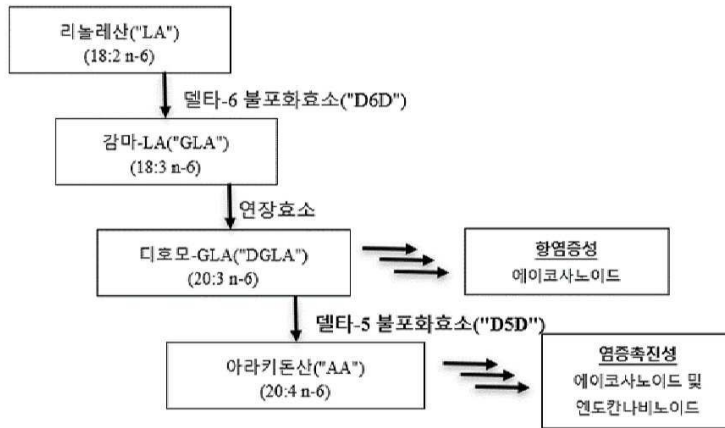 리놀레산("LA")
(18:2 n-6)
델타-6 불포화효소("D6D")
감마-LA("GLA")
(18:3 n-6)
연장효소
디호모-GLA("DGLA")
(20:3 n-6)
항염증성
에이코사노이드
델타-5 불포화효소("D5D")
아라키돈산("AA")
(20:4 n-6)
염증촉진성
에이코사노이드 및
엔도칸나비노이드